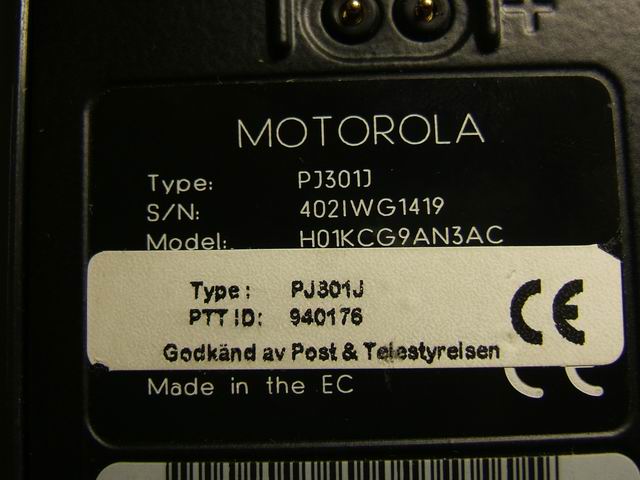 MOTOROLA
Type: PJ301J
S/N: 402IWG1419
Model: H01KCG9AN3AC
Type: PJ301J
PTT ID: 940176
Godkänd av Post & Telestyrelsen
CE
Made in the EC